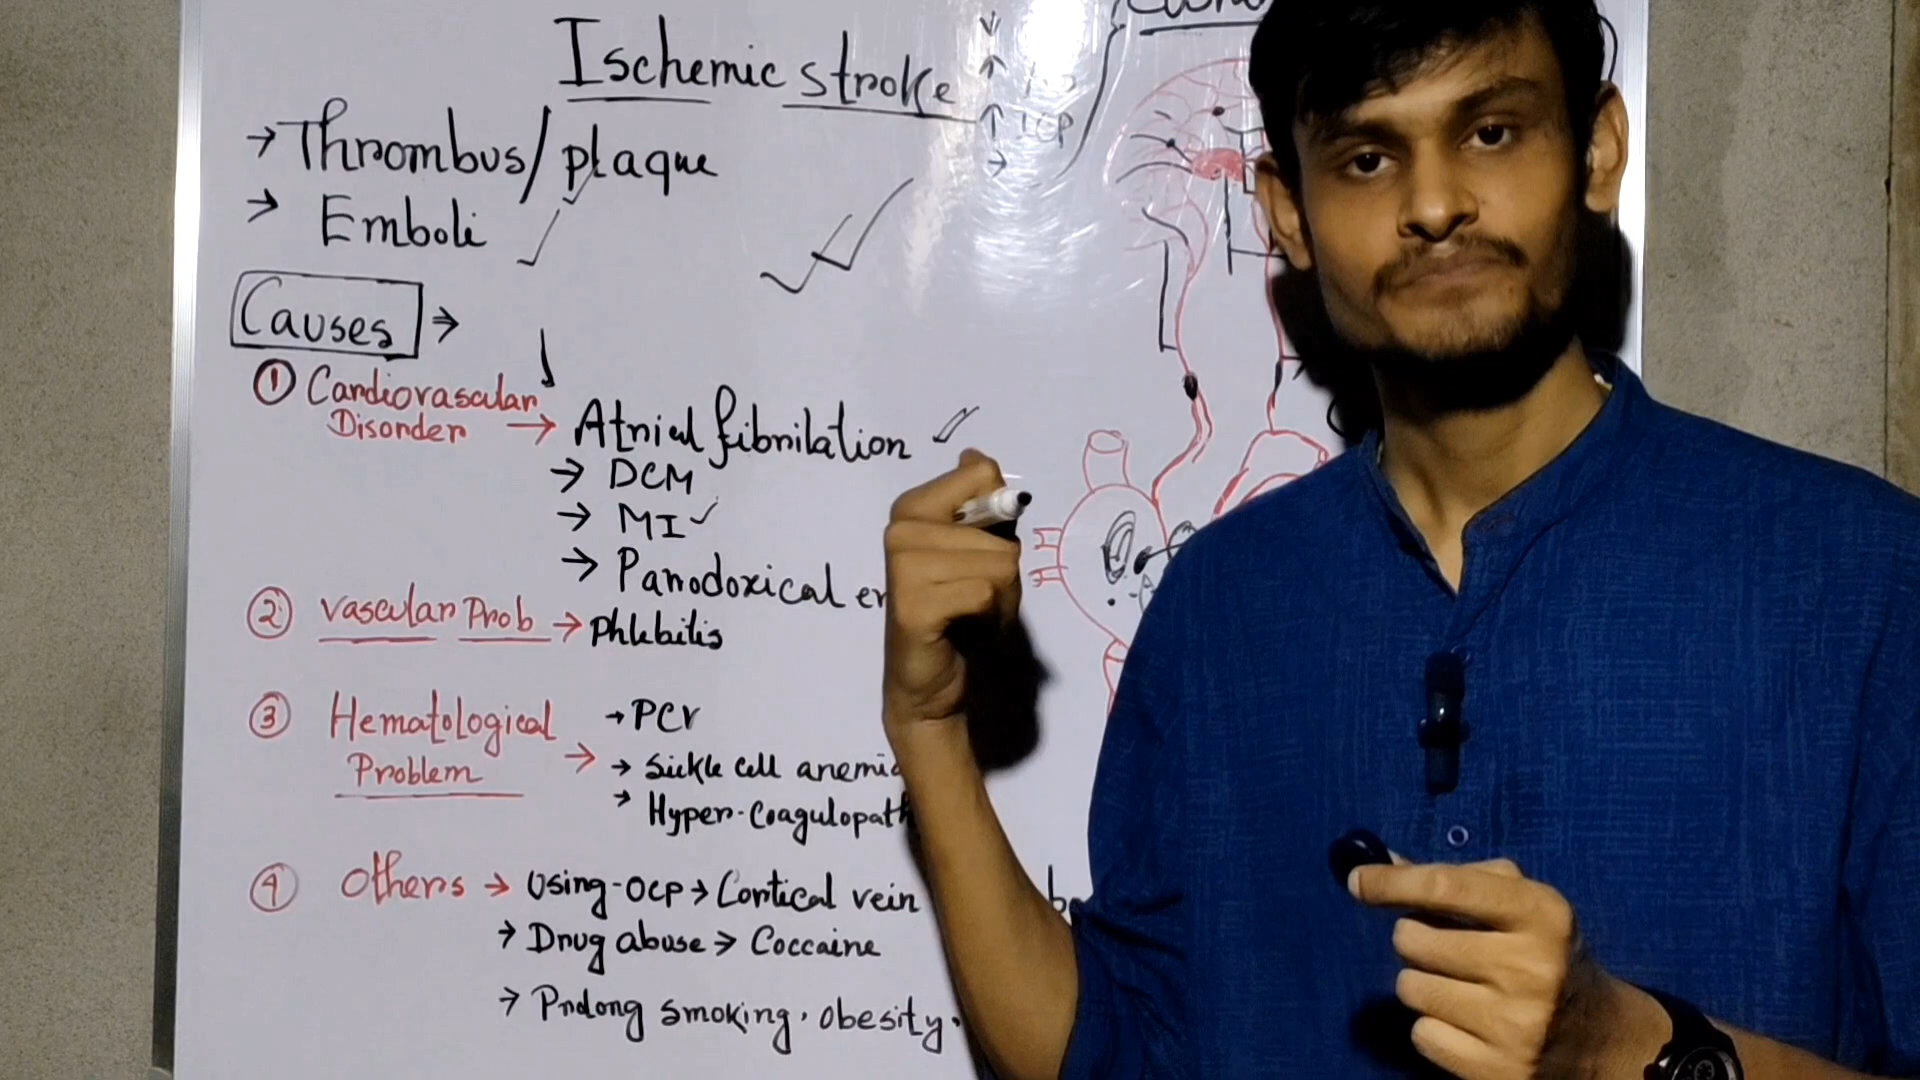 Ischemic stroke
→ Thrombus/plaque
→ Emboli
↑ ICP
Causes ⇒
① Cardiovascular Disorder → Atrial fibrilation
→ DCM
→ MI
→ Parodoxical
② vascular Prob → Phlebitis
③ Hematological Problem → PCV
→ Sickle cell anemia
→ Hyper-Coagulopath
④ Others → Using-OCP → Cortical vein
→ Drug abuse → Coccaine
→ Prolong smoking, obesity.